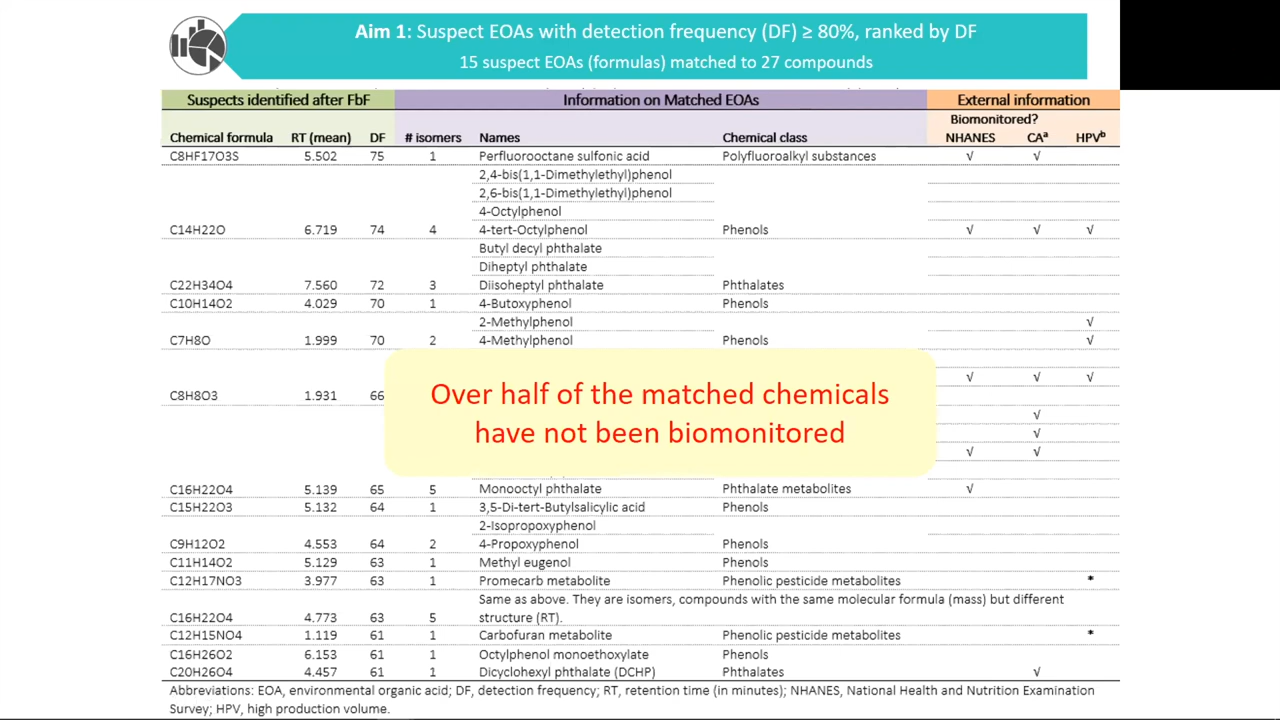 Aim 1: Suspect EOAs with detection frequency (DF) ≥ 80%, ranked by DF
15 suspect EOAs (formulas) matched to 27 compounds
Suspects identified after FbF Information on Matched EOAs External information
Biomonitored?
Chemical formula RT (mean) DF # isomers Names Chemical class NHANES CAᵃ HPVᵇ
C8HF17O3S 5.502 75 1 Perfluorooctane sulfonic acid Polyfluoroalkyl substances √ √
2,4-bis(1,1-Dimethylethyl)phenol
2,6-bis(1,1-Dimethylethyl)phenol
4-Octylphenol
C14H22O 6.719 74 4 4-tert-Octylphenol Phenols √ √ √
Butyl decyl phthalate
Diheptyl phthalate
C22H34O4 7.560 72 3 Diisoheptyl phthalate Phthalates
C10H14O2 4.029 70 1 4-Butoxyphenol Phenols
2-Methylphenol √
C7H8O 1.999 70 2 4-Methylphenol Phenols √
√ √ √
C8H8O3 1.931 66
Over half of the matched chemicals
have not been biomonitored
√
√
√ √
C16H22O4 5.139 65 5 Monooctyl phthalate Phthalate metabolites √
C15H22O3 5.132 64 1 3,5-Di-tert-Butylsalicylic acid Phenols
2-Isopropoxyphenol
C9H12O2 4.553 64 2 4-Propoxyphenol Phenols
C11H14O2 5.129 63 1 Methyl eugenol Phenols
C12H17NO3 3.977 63 1 Promecarb metabolite Phenolic pesticide metabolites *
Same as above. They are isomers, compounds with the same molecular formula (mass) but different
C16H22O4 4.773 63 5 structure (RT).
C12H15NO4 1.119 61 1 Carbofuran metabolite Phenolic pesticide metabolites *
C16H26O2 6.153 61 1 Octylphenol monoethoxylate Phenols
C20H26O4 4.457 61 1 Dicyclohexyl phthalate (DCHP) Phthalates √
Abbreviations: EOA, environmental organic acid; DF, detection frequency; RT, retention time (in minutes); NHANES, National Health and Nutrition Examination
Survey; HPV, high production volume.